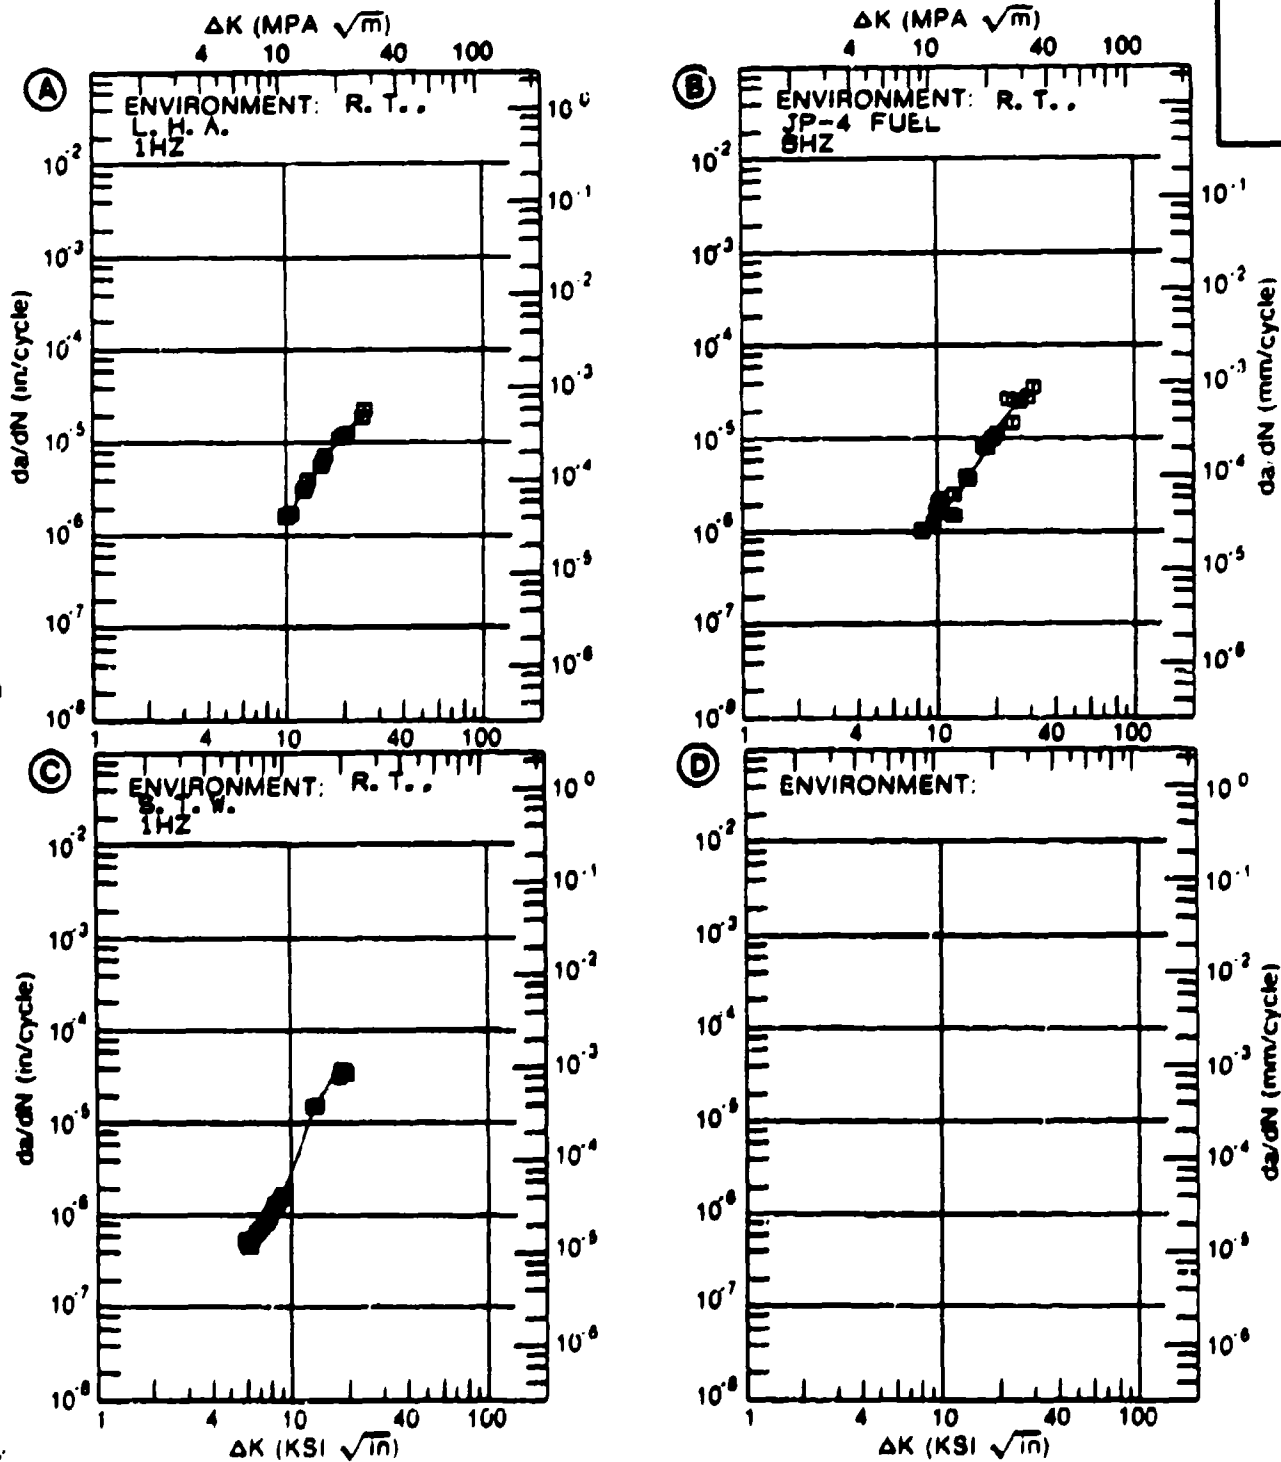 ΔK (MPA √m)
4 10 40 100
A
ENVIRONMENT: R. T..
L. H. A.
1HZ
da/dN (in/cycle)
10⁻²
10⁻³
10⁻⁴
10⁻⁵
10⁻⁶
10⁻⁷
10⁻⁸
10⁰
10⁻¹
10⁻²
10⁻³
10⁻⁴
10⁻⁵
10⁻⁶
1 4 10 40 100
ΔK (MPA √m)
4 10 40 100
B
ENVIRONMENT: R. T..
JP-4 FUEL
10⁻²
10⁻³
10⁻⁴
10⁻⁵
10⁻⁶
10⁻⁷
10⁻⁸
10⁻¹
10⁻²
10⁻³
10⁻⁴
10⁻⁵
10⁻⁶
da/dN (mm/cycle)
1 4 10 40 100
C
ENVIRONMENT: R. T..
S. T. W.
1HZ
da/dN (in/cycle)
10⁻²
10⁻³
10⁻⁴
10⁻⁵
10⁻⁶
10⁻⁷
10⁻⁸
10⁰
10⁻¹
10⁻²
10⁻³
10⁻⁴
10⁻⁵
10⁻⁶
1 4 10 40 100
ΔK (KSI √in)
D
ENVIRONMENT:
10⁻²
10⁻³
10⁻⁴
10⁻⁵
10⁻⁶
10⁻⁷
10⁻⁸
10⁰
10⁻¹
10⁻²
10⁻³
10⁻⁴
10⁻⁵
10⁻⁶
da/dN (mm/cycle)
1 4 10 40 100
ΔK (KSI √in)